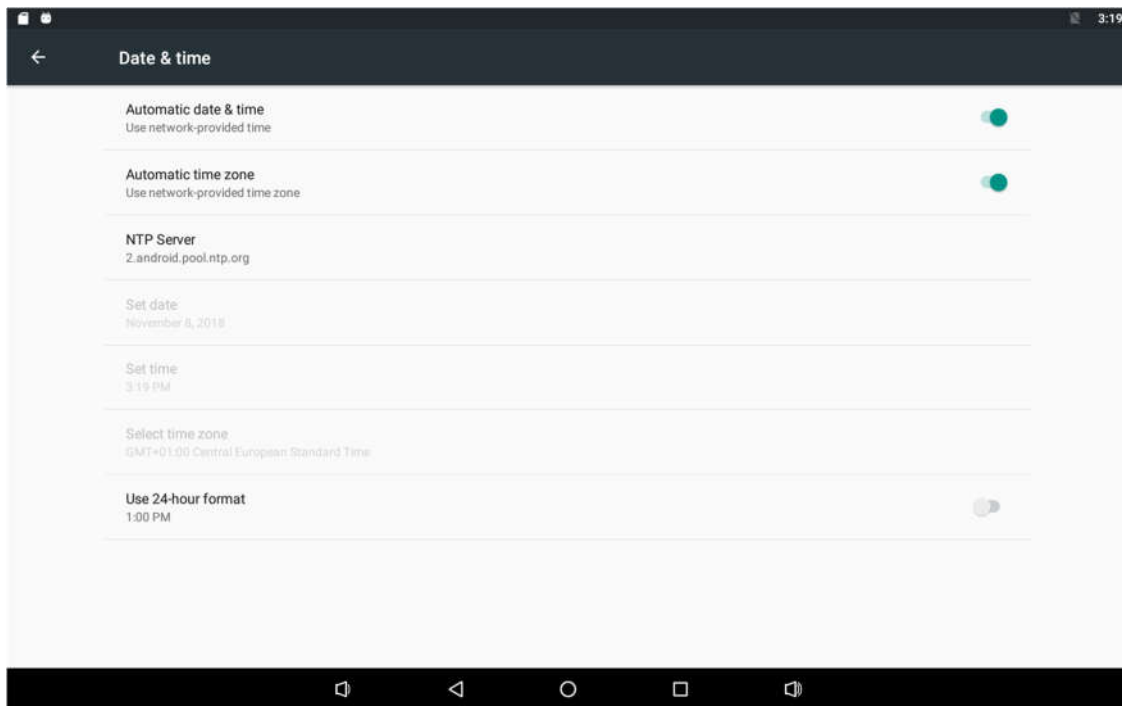 3:19
Date & time
Automatic date & time
Use network-provided time
Automatic time zone
Use network-provided time zone
NTP Server
2.android.pool.ntp.org
Set date
November 8, 2018
Set time
3:19 PM
Select time zone
GMT+01:00 Central European Standard Time
Use 24-hour format
1:00 PM